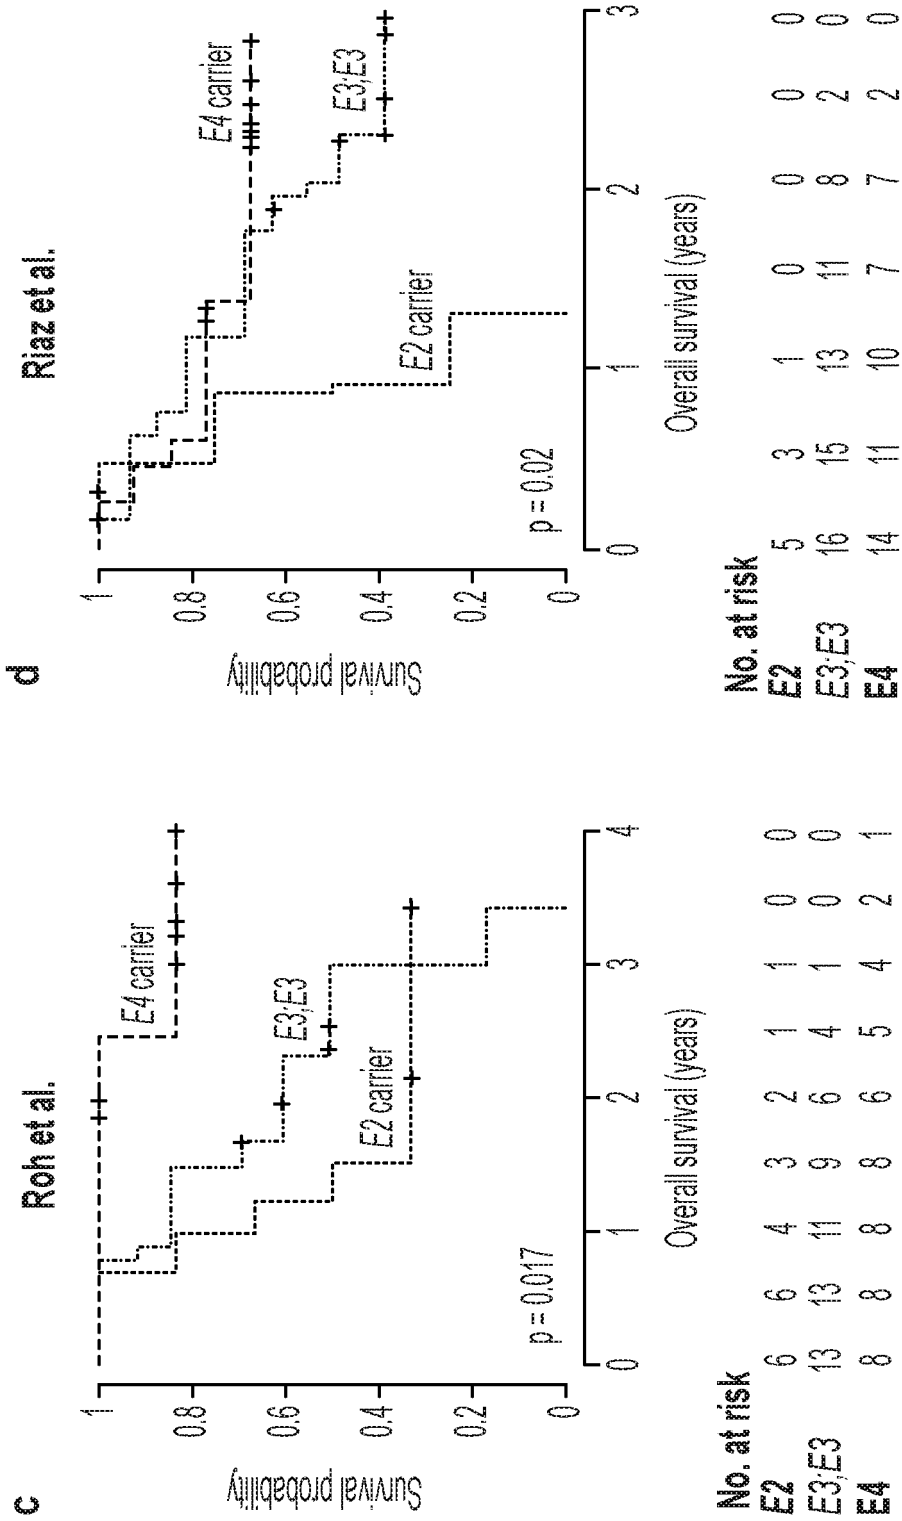 c
Roh et al.
Survival probability
1
0.8
0.6
0.4
0.2
0
E4 carrier
E3;E3
E2 carrier
p = 0.017
0 1 2 3 4
Overall survival (years)
No. at risk
E2 6 6 4 3 2 1 1 0 0
E3;E3 13 13 11 9 6 4 1 0 0
E4 8 8 8 8 6 5 4 2 1
d
Riaz et al.
Survival probability
1
0.8
0.6
0.4
0.2
0
E4 carrier
E3;E3
E2 carrier
p = 0.02
0 1 2 3
Overall survival (years)
No. at risk
E2 5 3 1 0 0 0 0
E3;E3 16 15 13 11 8 2 0
E4 14 11 10 7 7 2 0